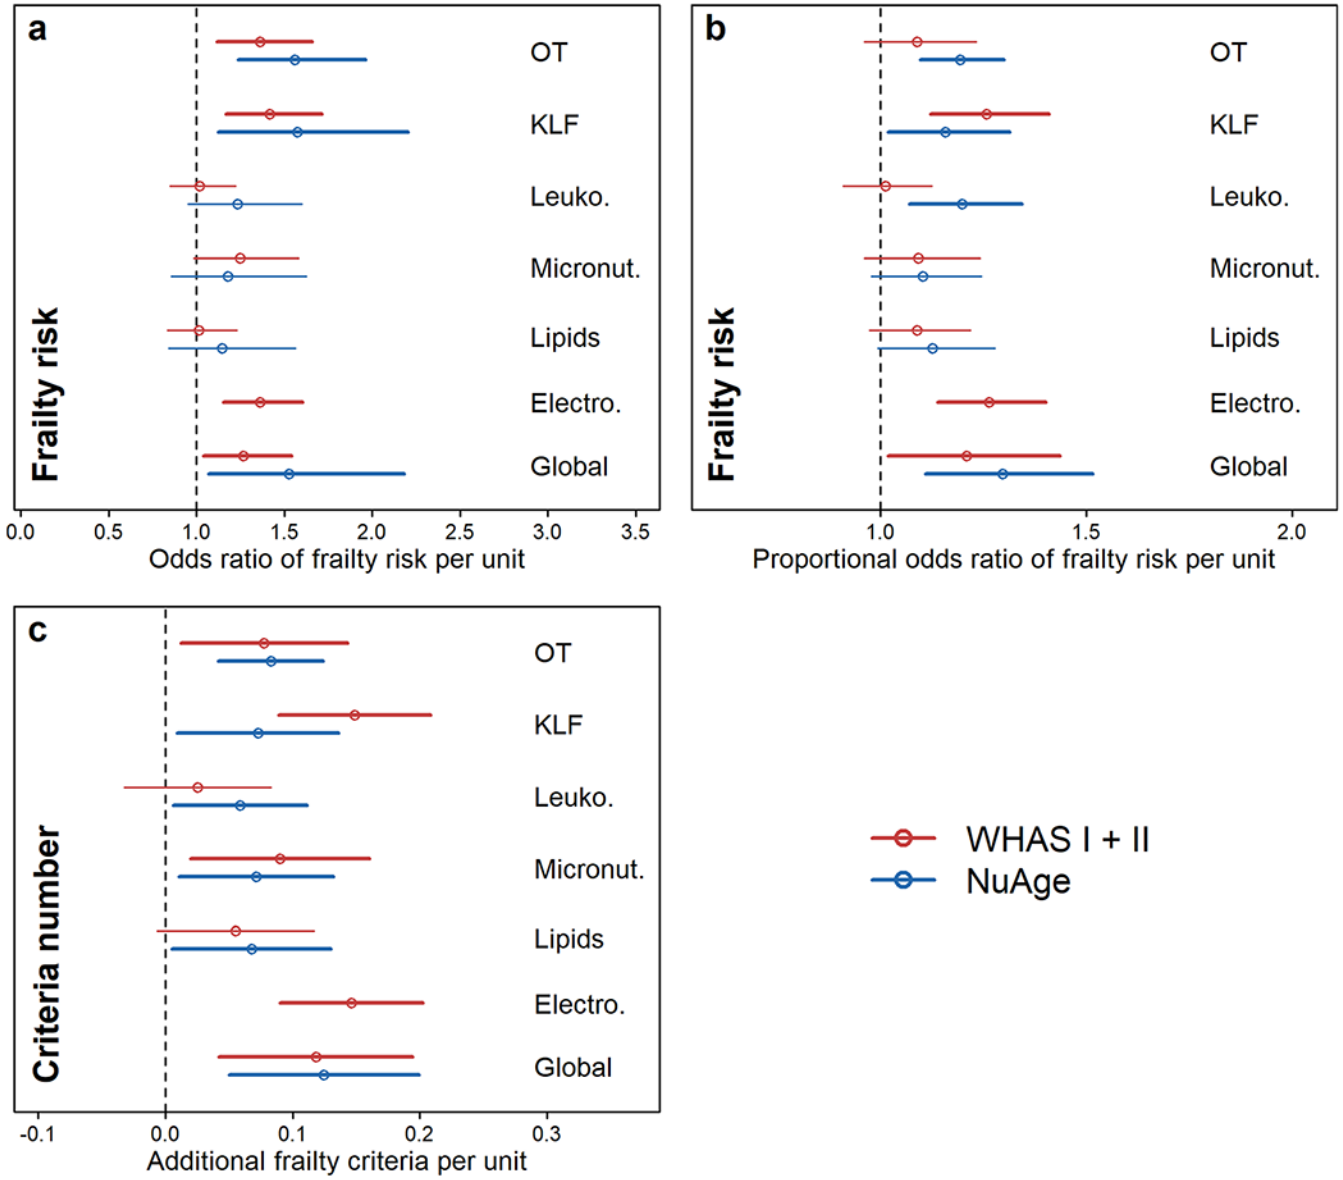 a
OT
KLF
Leuko.
Micronut.
Lipids
Electro.
Global
Frailty risk
0.0 0.5 1.0 1.5 2.0 2.5 3.0 3.5
Odds ratio of frailty risk per unit
b
OT
KLF
Leuko.
Micronut.
Lipids
Electro.
Global
Frailty risk
1.0 1.5 2.0
Proportional odds ratio of frailty risk per unit
c
OT
KLF
Leuko.
Micronut.
Lipids
Electro.
Global
Criteria number
-0.1 0.0 0.1 0.2 0.3
Additional frailty criteria per unit
WHAS I + II
NuAge